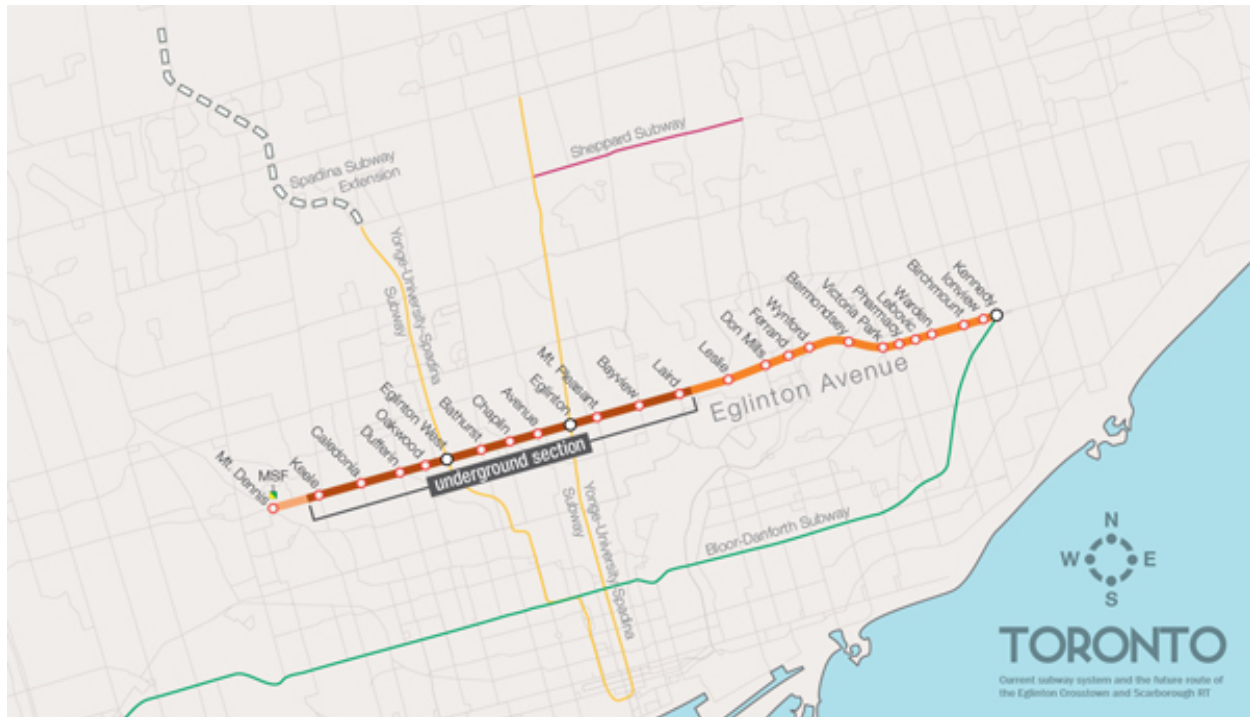 Spadina Subway
Extension
Sheppard Subway
Yonge-University-Spadina
Subway
Mt. Dennis
MSF
Keele
Caledonia
Dufferin
Oakwood
Eglinton West
Bathurst
Chaplin
Avenue
Eglinton
Mt. Pleasant
Bayview
Laird
Leslie
Don Mills
Ferrand
Wynford
Bermondsey
Victoria Park
Pharmacy
Lebovic
Warden
Birchmount
Ionview
Kennedy
Eglinton Avenue
underground section
Yonge-University-Spadina
Subway
Bloor-Danforth Subway
N
W E
S
TORONTO
Current subway system and the future route of
the Eglinton Crosstown and Scarborough RT